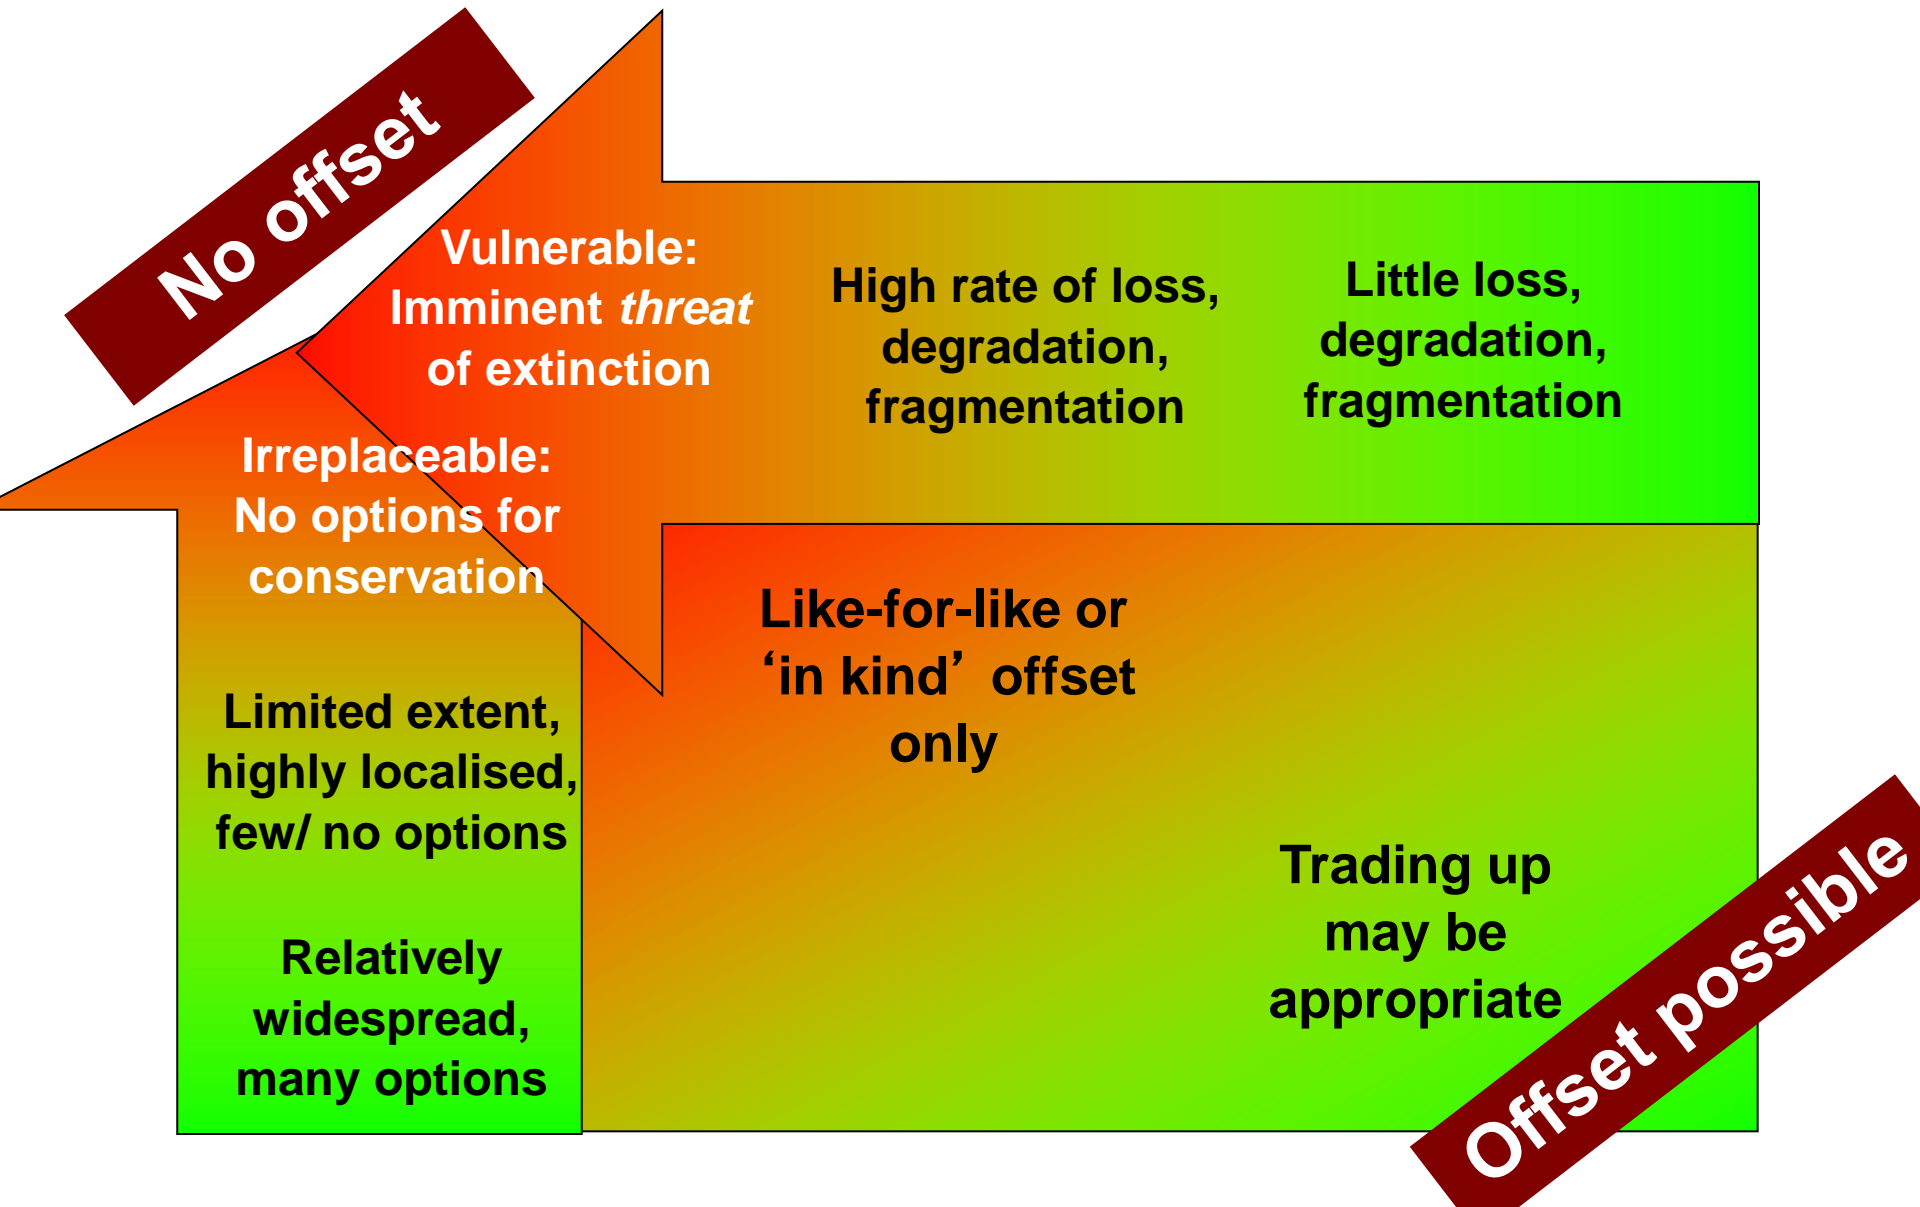 No offset
Vulnerable:
Imminent threat
of extinction
High rate of loss,
degradation,
fragmentation
Little loss,
degradation,
fragmentation
Irreplaceable:
No options for
conservation
Limited extent,
highly localised,
few/ no options
Relatively
widespread,
many options
Like-for-like or
‘in kind’ offset
only
Trading up
may be
appropriate
Offset possible